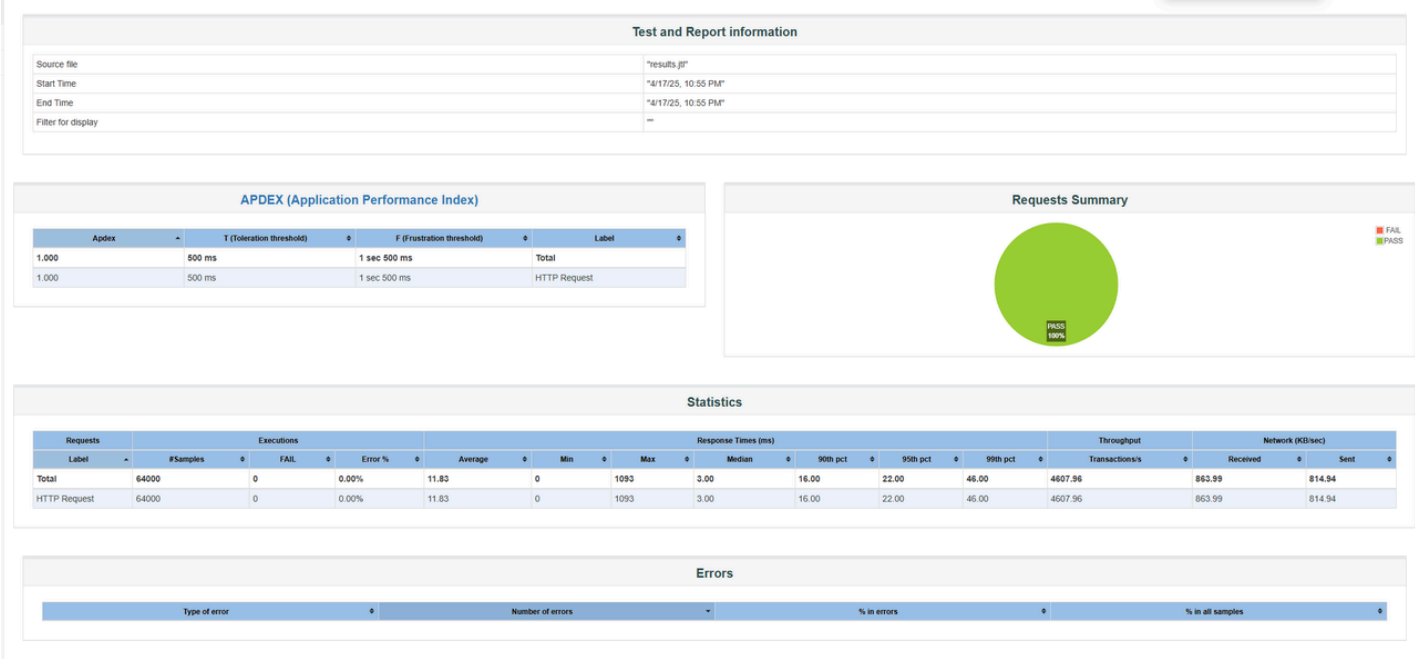 Test and Report information
Source file "results.jtl"
Start Time "4/17/25, 10:55 PM"
End Time "4/17/25, 10:55 PM"
Filter for display ""
APDEX (Application Performance Index)
Apdex T (Toleration threshold) F (Frustration threshold) Label
1.000 500 ms 1 sec 500 ms Total
1.000 500 ms 1 sec 500 ms HTTP Request
Requests Summary
FAIL
PASS
PASS
100%
Statistics
Requests Executions Response Times (ms) Throughput Network (KB/sec)
Label #Samples FAIL Error % Average Min Max Median 90th pct 95th pct 99th pct Transactions/s Received Sent
Total 64000 0 0.00% 11.83 0 1093 3.00 16.00 22.00 46.00 4607.96 863.99 814.94
HTTP Request 64000 0 0.00% 11.83 0 1093 3.00 16.00 22.00 46.00 4607.96 863.99 814.94
Errors
Type of error Number of errors % in errors % in all samples